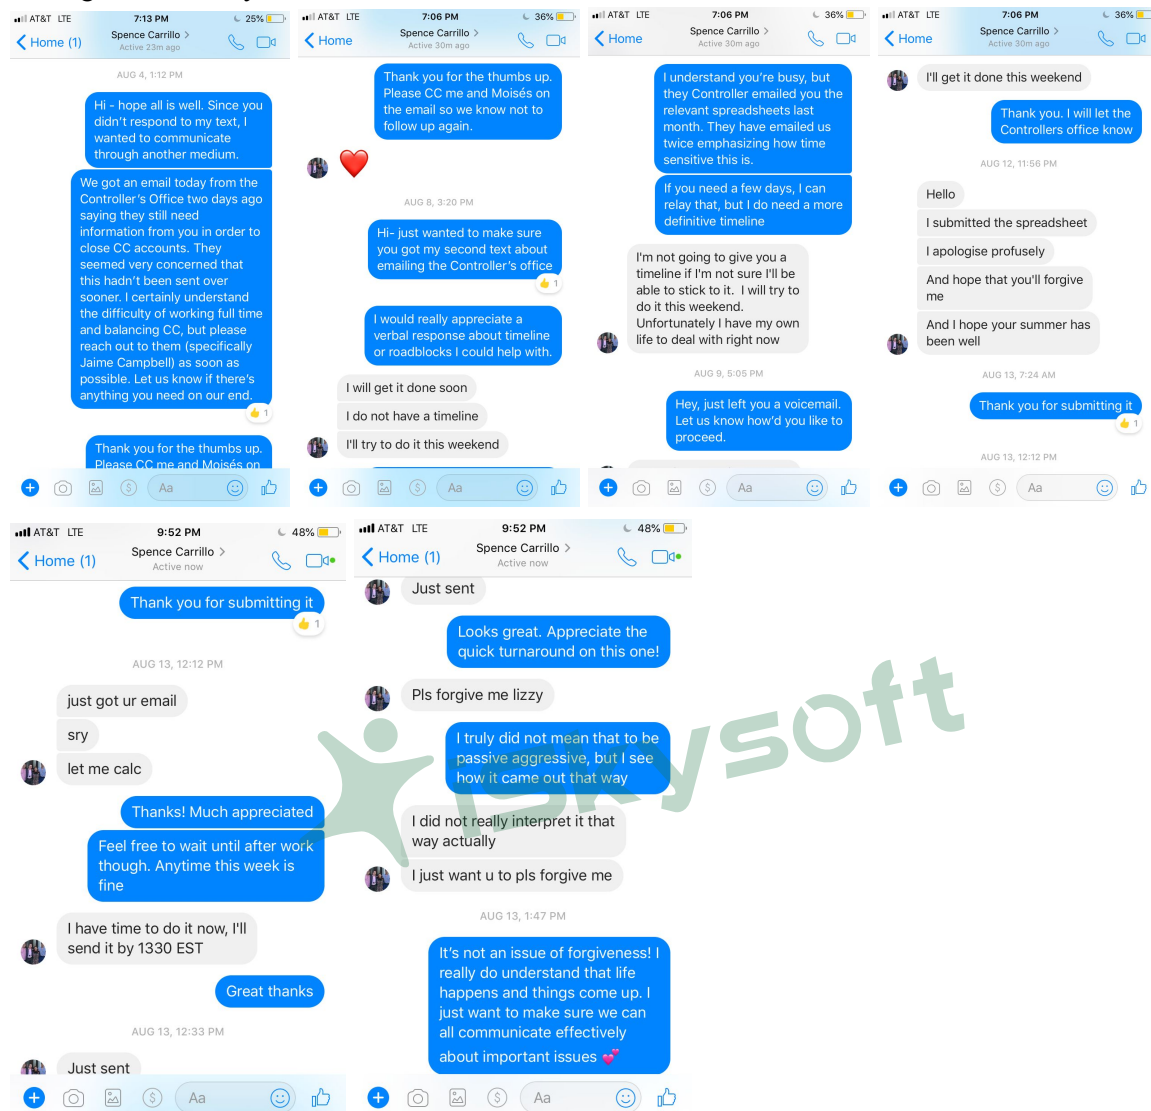 AT&T LTE 7:13 PM 25%
Home (1) Spence Carrillo
Active 23m ago
AUG 4, 1:12 PM
Hi - hope all is well. Since you
didn't respond to my text, I
wanted to communicate
through another medium.
We got an email today from the
Controller's Office two days ago
saying they still need
information from you in order to
close CC accounts. They
seemed very concerned that
this hadn't been sent over
sooner. I certainly understand
the difficulty of working full time
and balancing CC, but please
reach out to them (specifically
Jaime Campbell) as soon as
possible. Let us know if there's
anything you need on our end.
1
Thank you for the thumbs up.
Please CC me and Moisés on
Aa
AT&T LTE 7:06 PM 36%
Home Spence Carrillo
Active 30m ago
Thank you for the thumbs up.
Please CC me and Moisés on
the email so we know not to
follow up again.
AUG 8, 3:20 PM
Hi- just wanted to make sure
you got my second text about
emailing the Controller's office
1
I would really appreciate a
verbal response about timeline
or roadblocks I could help with.
I will get it done soon
I do not have a timeline
I'll try to do it this weekend
Aa
AT&T LTE 7:06 PM 36%
Home Spence Carrillo
Active 30m ago
I understand you're busy, but
they Controller emailed you the
relevant spreadsheets last
month. They have emailed us
twice emphasizing how time
sensitive this is.
If you need a few days, I can
relay that, but I do need a more
definitive timeline
I'm not going to give you a
timeline if I'm not sure I'll be
able to stick to it. I will try to
do it this weekend.
Unfortunately I have my own
life to deal with right now
AUG 9, 5:05 PM
Hey, just left you a voicemail.
Let us know how'd you like to
proceed.
Aa
AT&T LTE 7:06 PM 36%
Home Spence Carrillo
Active 30m ago
I'll get it done this weekend
Thank you. I will let the
Controllers office know
AUG 12, 11:56 PM
Hello
I submitted the spreadsheet
I apologise profusely
And hope that you'll forgive
me
And I hope your summer has
been well
AUG 13, 7:24 AM
Thank you for submitting it
1
AUG 13, 12:12 PM
Aa
AT&T LTE 9:52 PM 48%
Home (1) Spence Carrillo
Active now
Thank you for submitting it
1
AUG 13, 12:12 PM
just got ur email
sry
let me calc
Thanks! Much appreciated
Feel free to wait until after work
though. Anytime this week is
fine
I have time to do it now, I'll
send it by 1330 EST
Great thanks
AUG 13, 12:33 PM
Just sent
Aa
AT&T LTE 9:52 PM 48%
Home (1) Spence Carrillo
Active now
Just sent
Looks great. Appreciate the
quick turnaround on this one!
Pls forgive me lizzy
I truly did not mean that to be
passive aggressive, but I see
how it came out that way
I did not really interpret it that
way actually
I just want u to pls forgive me
AUG 13, 1:47 PM
It's not an issue of forgiveness! I
really do understand that life
happens and things come up. I
just want to make sure we can
all communicate effectively
about important issues
Aa
iskysoft